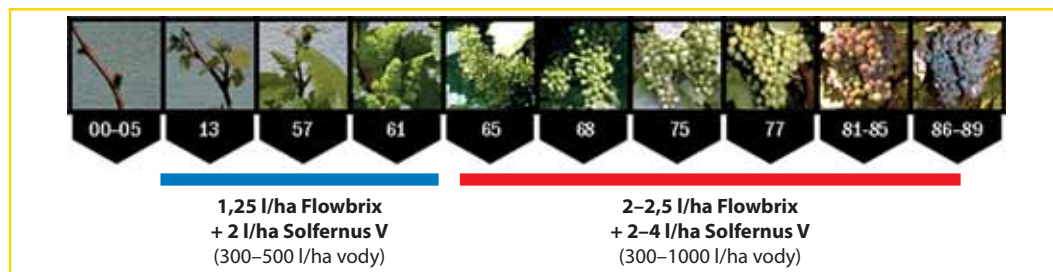 00-05 13 57 61 65 68 75 77 81-85 86-89
1,25 l/ha Flowbrix
+ 2 l/ha Solfernus V
(300–500 l/ha vody)
2–2,5 l/ha Flowbrix
+ 2–4 l/ha Solfernus V
(300–1000 l/ha vody)